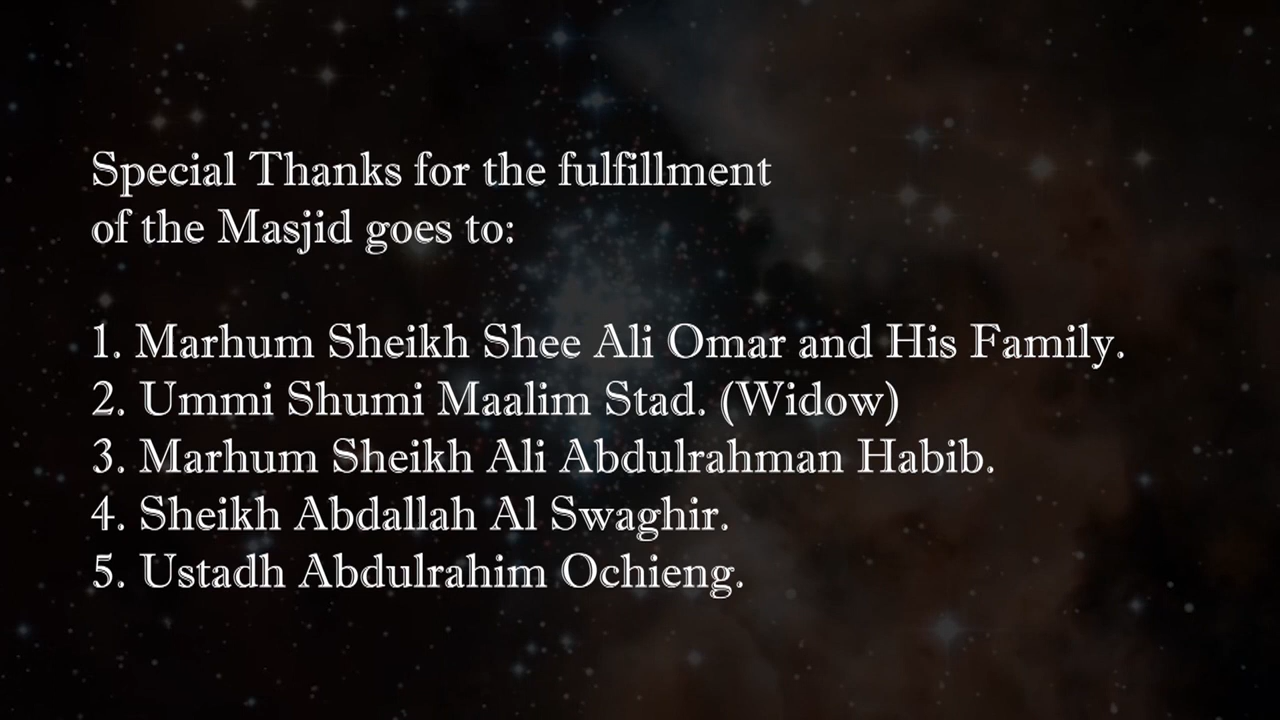 Special Thanks for the fulfillment
of the Masjid goes to:
1. Marhum Sheikh Shee Ali Omar and His Family.
2. Ummi Shumi Maalim Stad. (Widow)
3. Marhum Sheikh Ali Abdulrahman Habib.
4. Sheikh Abdallah Al Swaghir.
5. Ustadh Abdulrahim Ochieng.